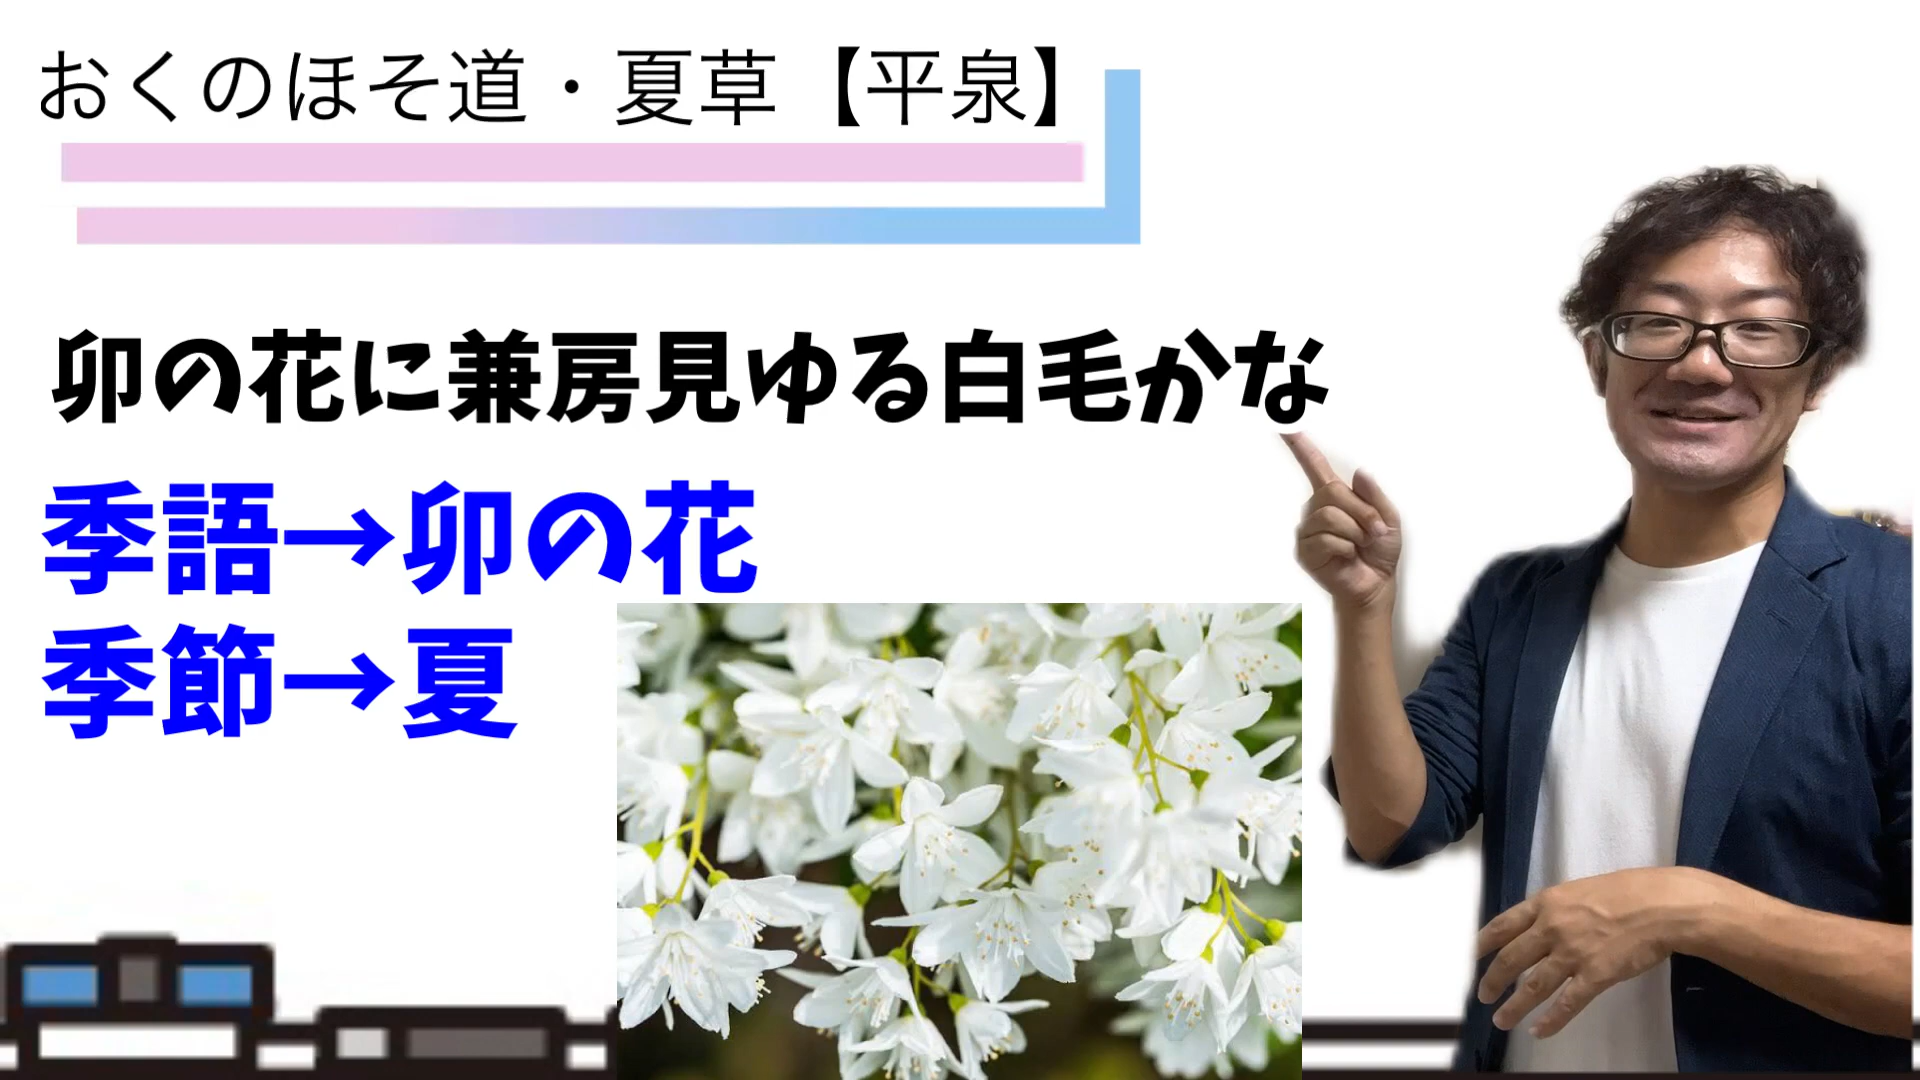 おくのほそ道・夏草【平泉】
卯の花に兼房見ゆる白毛かな
季語→卯の花
季節→夏